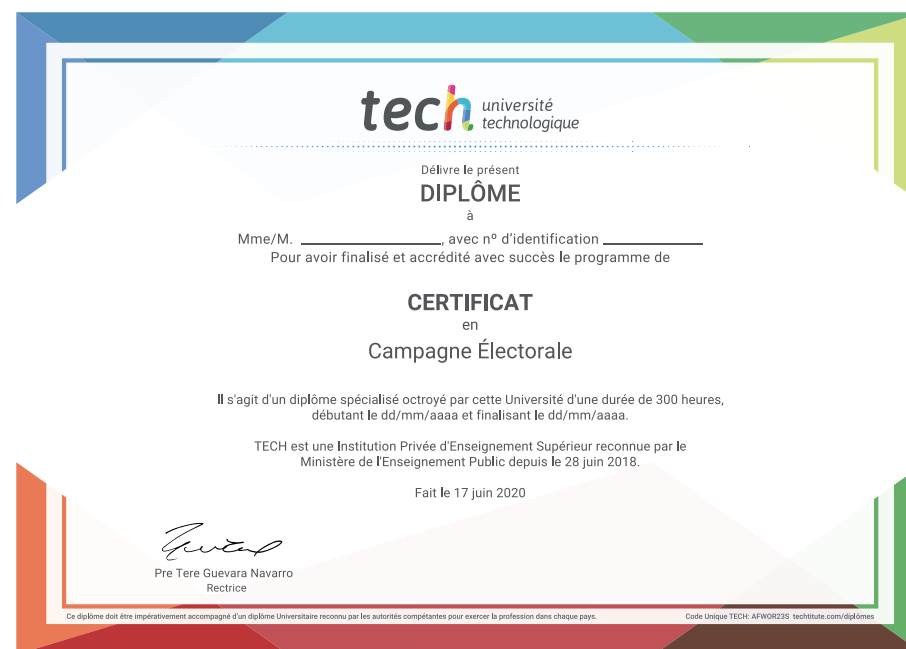 tech université
technologique
Délivre le présent
DIPLÔME
à
Mme/M. ____________________, avec nº d'identification ______________
Pour avoir finalisé et accrédité avec succès le programme de
CERTIFICAT
en
Campagne Électorale
Il s'agit d'un diplôme spécialisé octroyé par cette Université d'une durée de 300 heures,
débutant le dd/mm/aaaa et finalisant le dd/mm/aaaa.
TECH est une Institution Privée d'Enseignement Supérieur reconnue par le
Ministère de l'Enseignement Public depuis le 28 juin 2018.
Fait le 17 juin 2020
Pre Tere Guevara Navarro
Rectrice
Ce diplôme doit être impérativement accompagné d'un diplôme Universitaire reconnu par les autorités compétantes pour exercer la profession dans chaque pays.
Code Unique TECH: AFWOR23S techtitute.com/diplômes